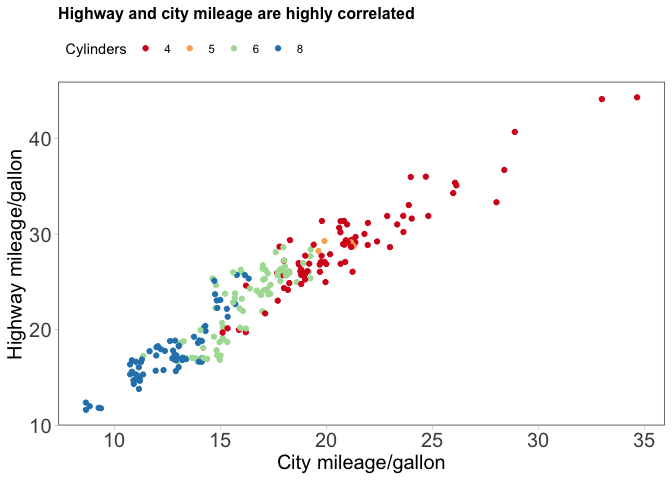 Highway and city mileage are highly correlated
Cylinders 4 5 6 8
Highway mileage/gallon
40
30
20
10
10 15 20 25 30 35
City mileage/gallon